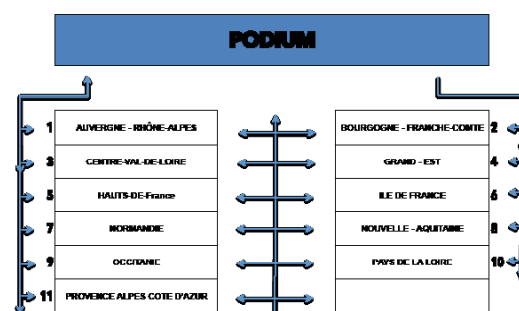 PODIUM
1 AUVERGNE - RHÔNE-ALPES
BOURGOGNE - FRANCHE-COMTE 2
3 CENTRE-VAL-DE-LOIRE
GRAND - EST 4
5 HAUTS-DE-France
ILE DE FRANCE 6
7 NORMANDIE
NOUVELLE - AQUITAINE 8
9 OCCITANIE
PAYS DE LA LOIRE 10
11 PROVENCE ALPES COTE D'AZUR